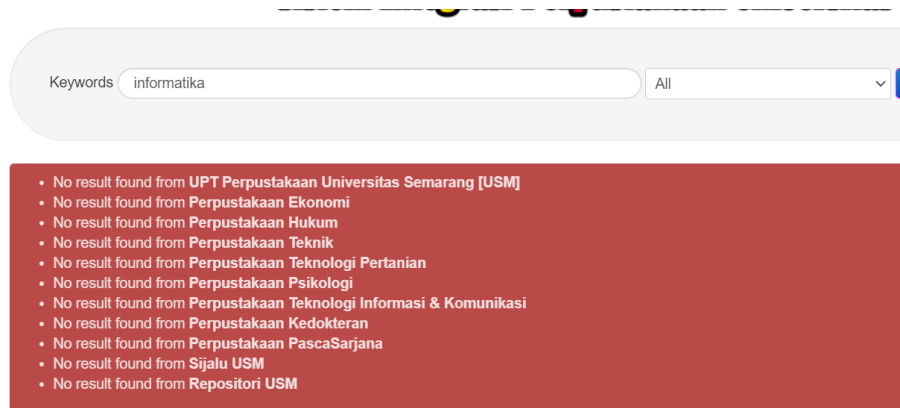 Keywords informatika All
No result found from UPT Perpustakaan Universitas Semarang [USM]
No result found from Perpustakaan Ekonomi
No result found from Perpustakaan Hukum
No result found from Perpustakaan Teknik
No result found from Perpustakaan Teknologi Pertanian
No result found from Perpustakaan Psikologi
No result found from Perpustakaan Teknologi Informasi & Komunikasi
No result found from Perpustakaan Kedokteran
No result found from Perpustakaan PascaSarjana
No result found from Sijalu USM
No result found from Repositori USM